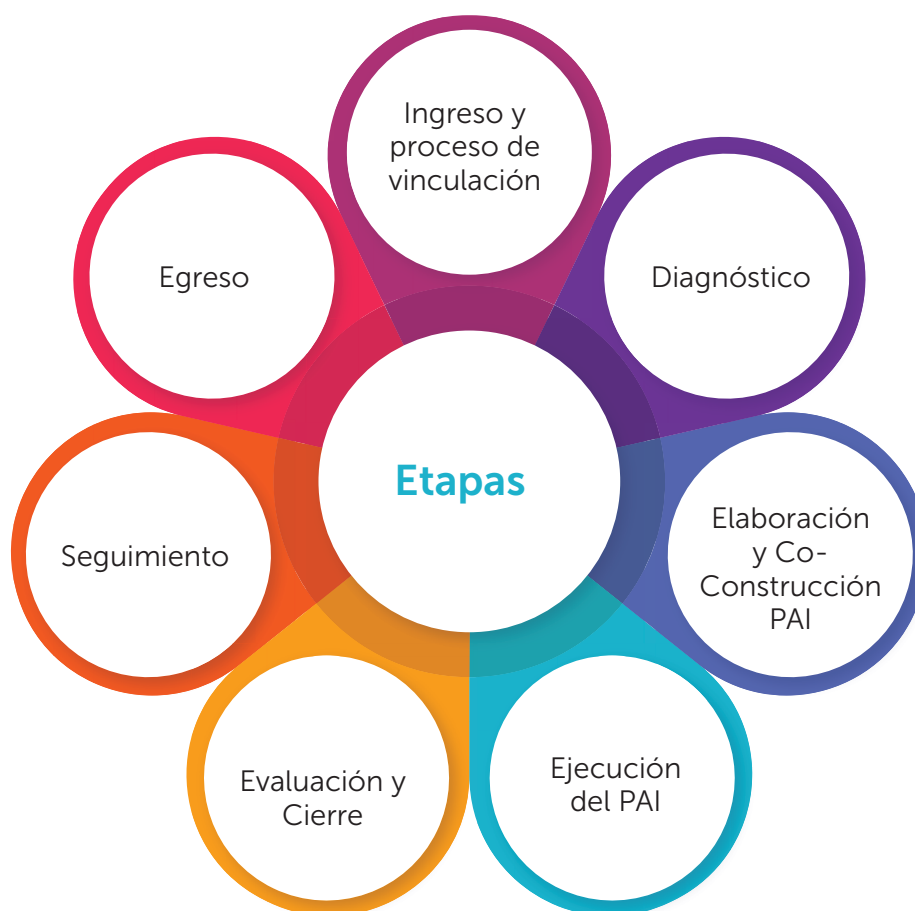 Ingreso y
proceso de
vinculación
Diagnóstico
Elaboración
y Co-
Construcción
PAI
Ejecución
del PAI
Evaluación y
Cierre
Seguimiento
Egreso
Etapas